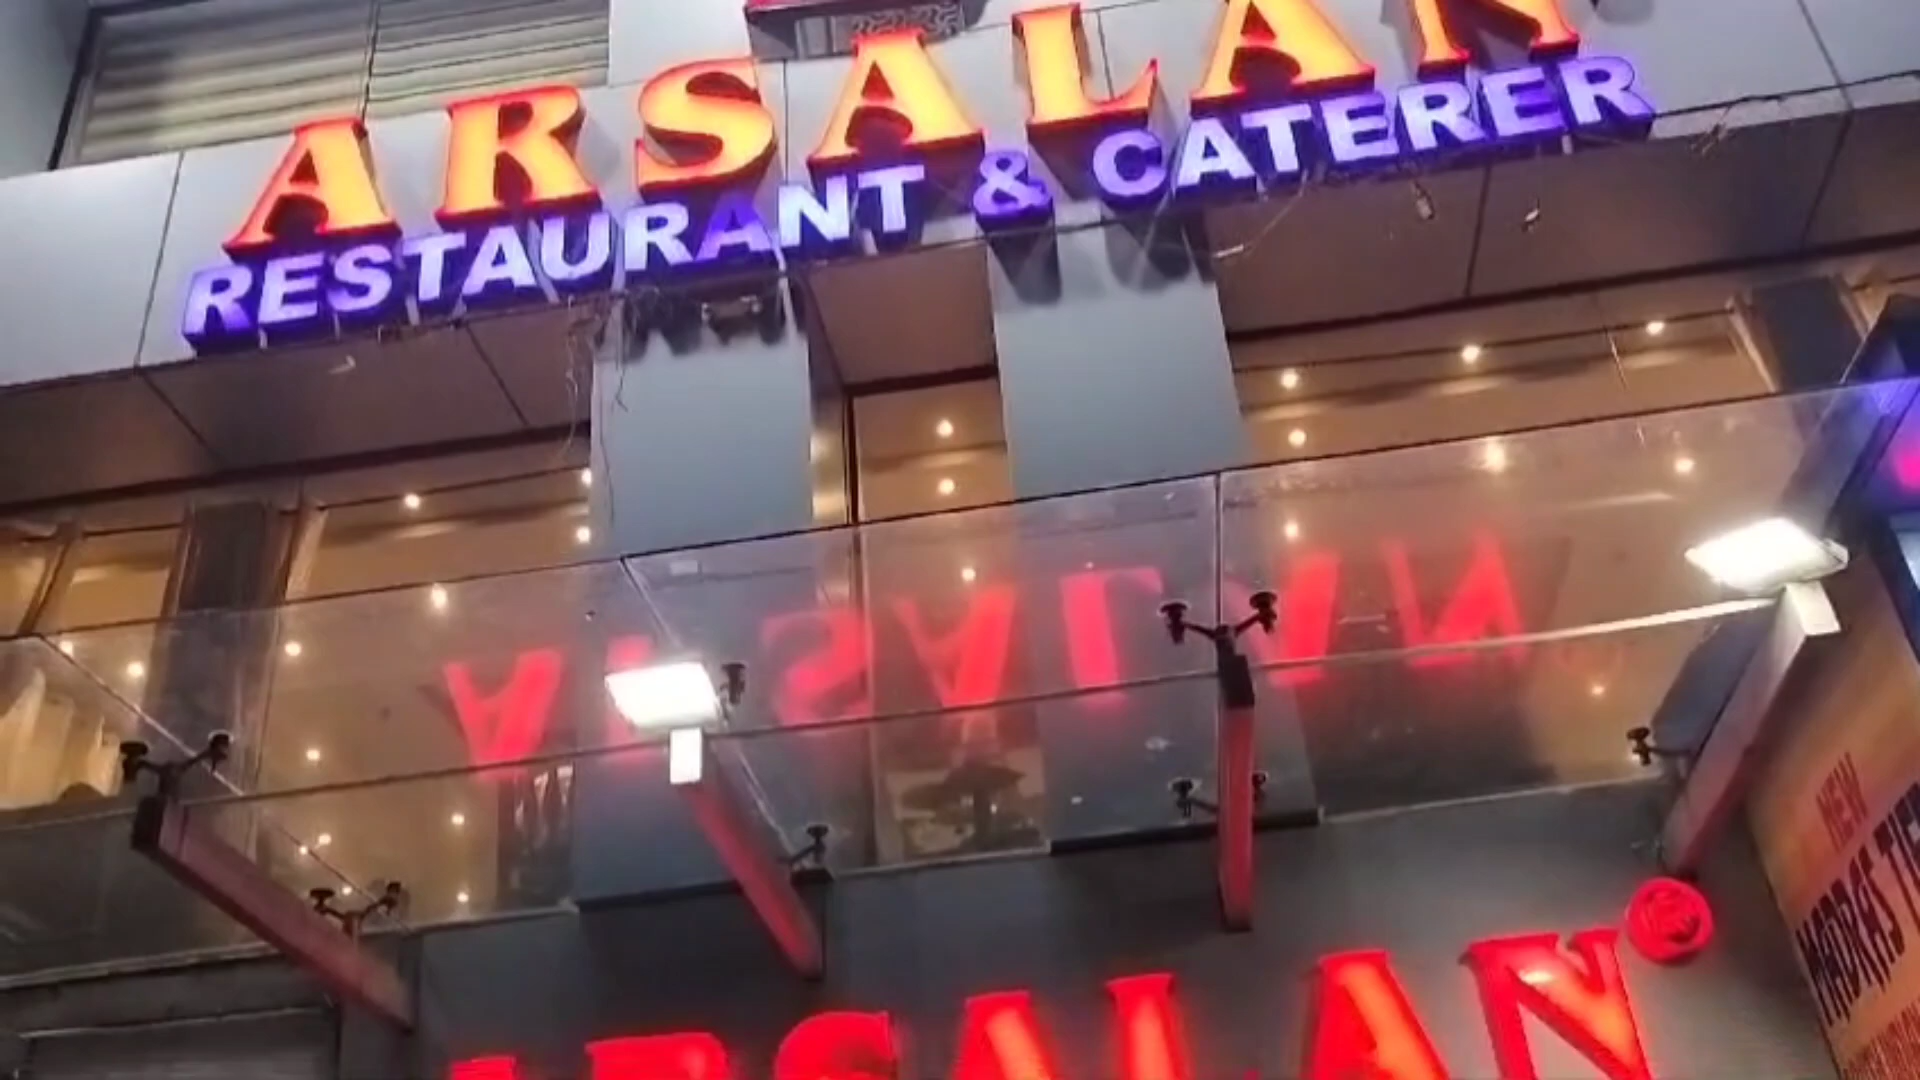 ARSALAN
RESTAURANT & CATERER
ARSALAN
NEW
MADRAS